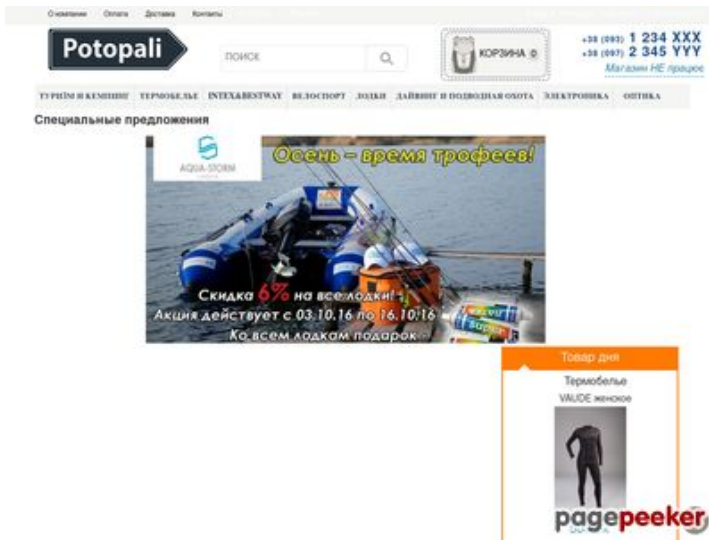 О компании Оплата Доставка Контакты
Potopali
ПОИСК
КОРЗИНА 0
+38 (093) 1 234 XXX
+38 (097) 2 345 YYY
Магазин НЕ працює
ТУРИЗМ И КЕМПИНГ ТЕРМОБЕЛЬЕ INTEX&BESTWAY ВЕЛОСПОРТ ЛОДКИ ДАЙВИНГ И ПОДВОДНАЯ ОХОТА ЭЛЕКТРОНИКА ОПТИКА
Специальные предложения
AQUA-STORM
Осень – время трофеев!
Скидка 6% на все лодки!
Акция действует с 03.10.16 по 16.10.16
Ко всем лодкам подарок
Товар дня
Термобелье
VAUDE женское
pagepeeker